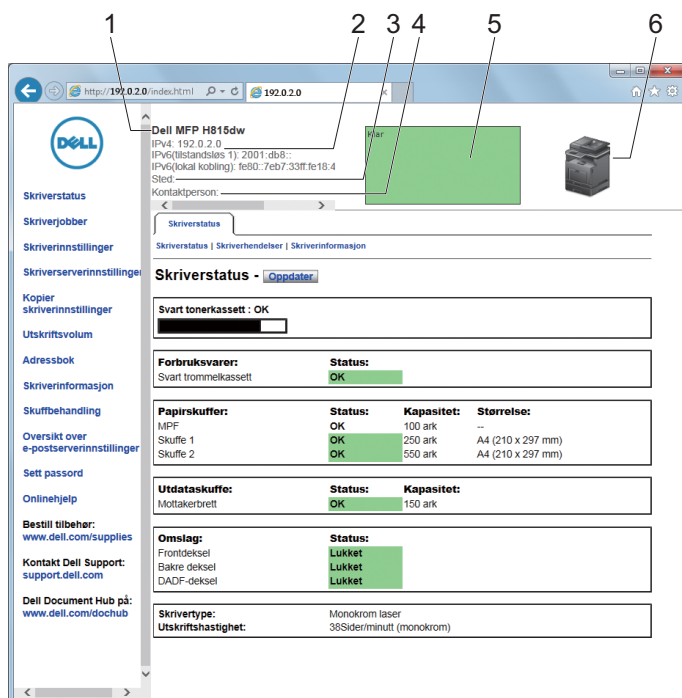 1 2 3 4 5 6
http://192.0.2.0/index.html
192.0.2.0
DELL
Dell MFP H815dw
IPv4: 192.0.2.0
IPv6(tilstandsløs 1): 2001:db8::
IPv6(lokal kobling): fe80::7eb7:33ff:fe18:4
Sted:
Kontaktperson:
Klar
Skriverstatus
Skriverjobber
Skriverinnstillinger
Skriverserverinnstillinger
Kopier
skriverinnstillinger
Utskriftsvolum
Adressbok
Skriverinformasjon
Skuffbehandling
Oversikt over
e-postserverinnstillinger
Sett passord
Onlinehjelp
Bestill tilbehør:
www.dell.com/supplies
Kontakt Dell Support:
support.dell.com
Dell Document Hub på:
www.dell.com/dochub
Skriverstatus
Skriverstatus | Skriverhendelser | Skriverinformasjon
Skriverstatus - Oppdater
Svart tonerkassett : OK
Forbruksvarer: Status:
Svart trommelkassett OK
Papirskuffer: Status: Kapasitet: Størrelse:
MPF OK 100 ark --
Skuffe 1 OK 250 ark A4 (210 x 297 mm)
Skuffe 2 OK 550 ark A4 (210 x 297 mm)
Utdataskuffe: Status: Kapasitet:
Mottakerbrett OK 150 ark
Omslag: Status:
Frontdeksel Lukket
Bakre deksel Lukket
DADF-deksel Lukket
Skrivertype: Monokrom laser
Utskriftshastighet: 38Sider/minutt (monokrom)